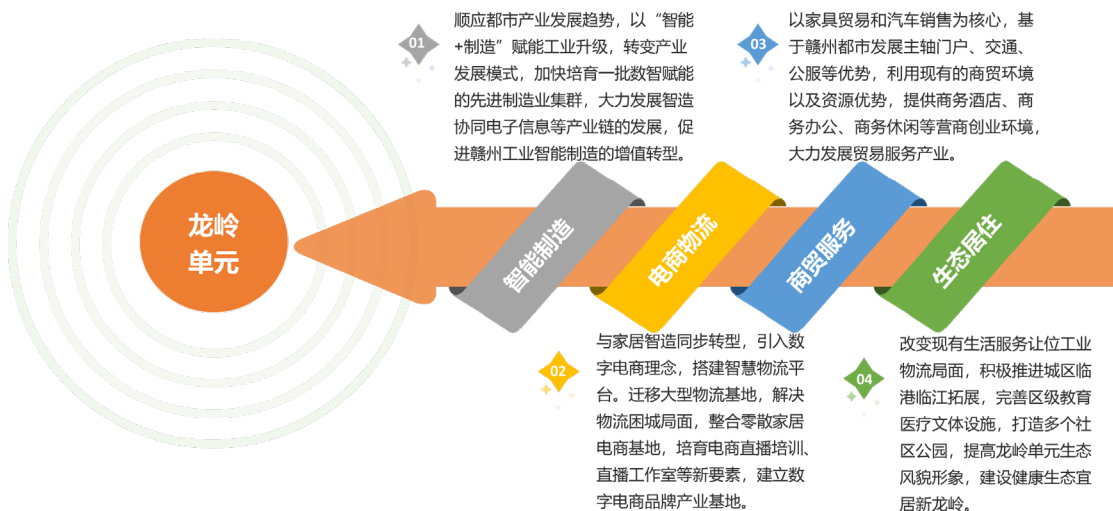 龙岭
单元
01
顺应都市产业发展趋势，以“智能
+制造”赋能工业升级，转变产业
发展模式，加快培育一批数智赋能
的先进制造业集群，大力发展智造
协同电子信息等产业链的发展，促
进赣州工业智能制造的增值转型。
03
以家具贸易和汽车销售为核心，基
于赣州都市发展主轴门户、交通、
公服等优势，利用现有的商贸环境
以及资源优势，提供商务酒店、商
务办公、商务休闲等营商创业环境，
大力发展贸易服务产业。
智能制造
电商物流
商贸服务
生态居住
02
与家居智造同步转型，引入数
字电商理念，搭建智慧物流平
台。迁移大型物流基地，解决
物流困城局面，整合零散家居
电商基地，培育电商直播培训、
直播工作室等新要素，建立数
字电商品牌产业基地。
04
改变现有生活服务让位工业
物流局面，积极推进城区临
港临江拓展，完善区级教育
医疗文体设施，打造多个社
区公园，提高龙岭单元生态
风貌形象，建设健康生态宜
居新龙岭。